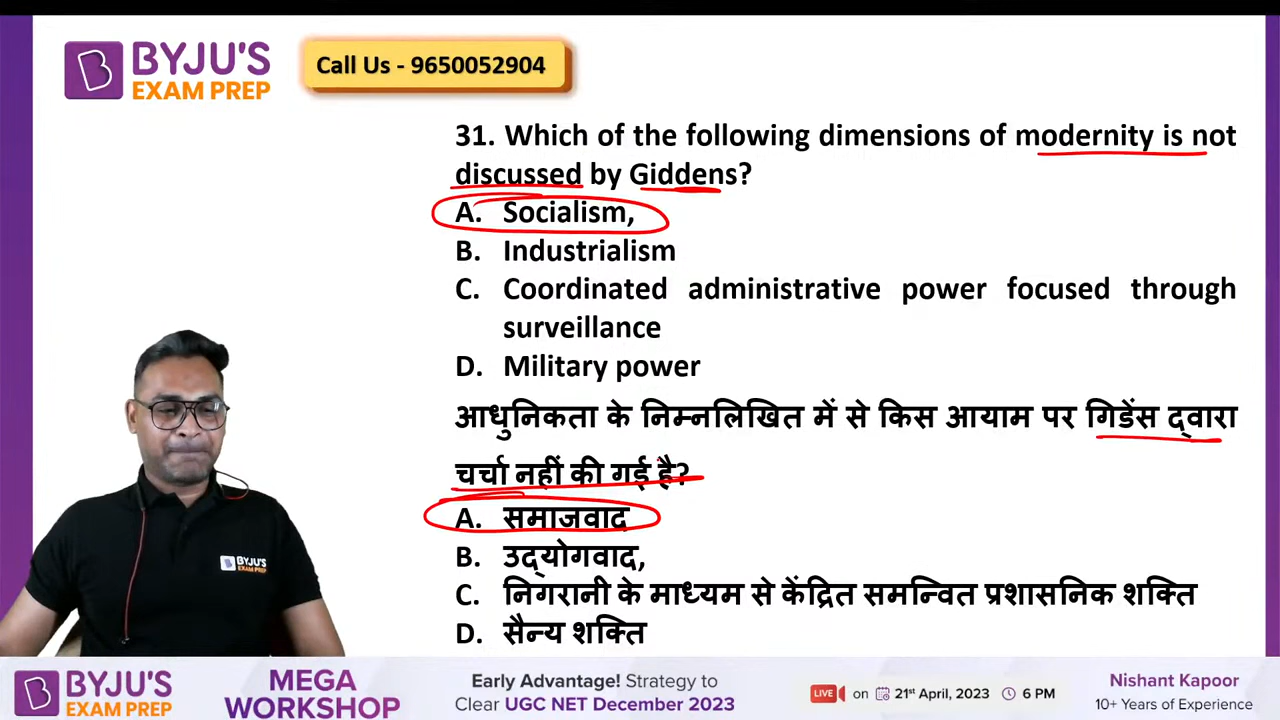 BYJU'S
EXAM PREP
Call Us - 9650052904
31. Which of the following dimensions of modernity is not
discussed by Giddens?
A. Socialism,
B. Industrialism
C. Coordinated administrative power focused through
surveillance
D. Military power
आधुनिकता के निम्नलिखित में से किस आयाम पर गिडेंस द्वारा
चर्चा नहीं की गई है?
A. समाजवाद
B. उद्योगवाद,
C. निगरानी के माध्यम से केंद्रित समन्वित प्रशासनिक शक्ति
D. सैन्य शक्ति
BYJU'S
EXAM PREP
BYJU'S
EXAM PREP
MEGA
WORKSHOP
Early Advantage! Strategy to
Clear UGC NET December 2023
LIVE on 21st April, 2023 6 PM
Nishant Kapoor
10+ Years of Experience